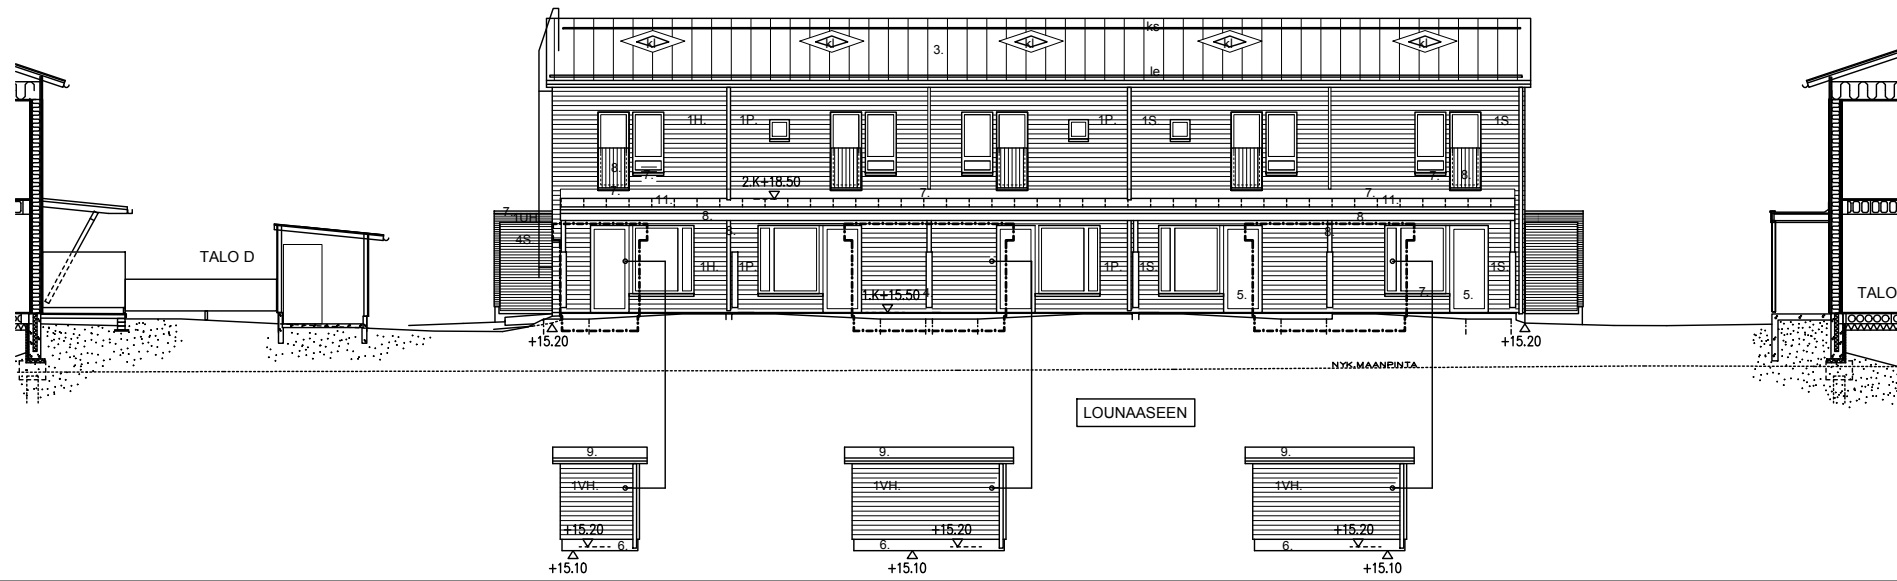 ks
kl kl kl kl kl
3.
le
1H. 1P. 1P. 1S. 1S.
8. 7. 7. 8.
2.K+18.50
7. 7. 7.
11. 11.
7. 1UH.
8. 8.
4S.
8. 8.
TALO D
1H. 1P. 1P. 1S. 1S.
1.K+15.50 4.
5. 7. 5.
TALO
+15.20 +15.20
NYK.MAANPINTA
LOUNAASEEN
9. 9. 9.
1VH. 1VH. 1VH.
+15.20 +15.20 +15.20
6. 6. 6.
+15.10 +15.10 +15.10